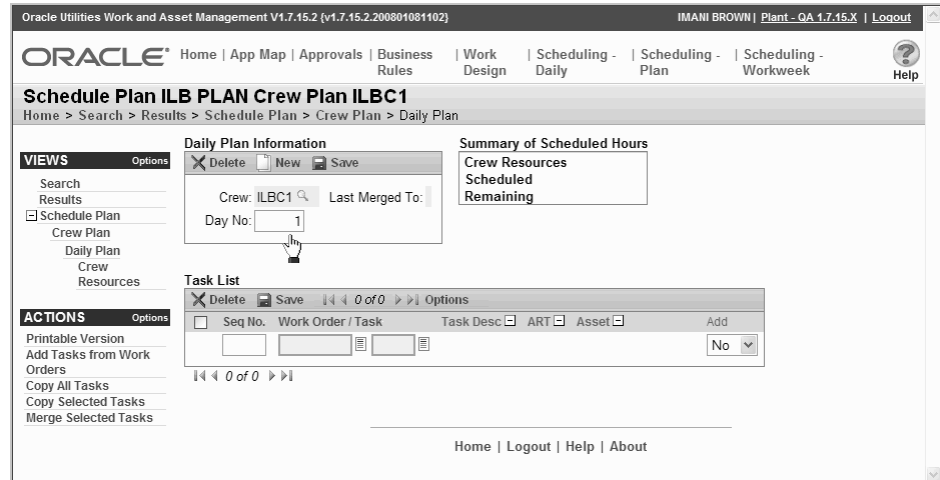 Oracle Utilities Work and Asset Management V1.7.15.2 {v1.7.15.2.200801081102}
IMANI BROWN | Plant - QA 1.7.15.X | Logout
ORACLE
Home | App Map | Approvals | Business Rules | Work Design | Scheduling - Daily | Scheduling - Plan | Scheduling - Workweek
Help
Schedule Plan ILB PLAN Crew Plan ILBC1
Home > Search > Results > Schedule Plan > Crew Plan > Daily Plan
VIEWS Options
Search
Results
Schedule Plan
Crew Plan
Daily Plan
Crew
Resources
ACTIONS Options
Printable Version
Add Tasks from Work
Orders
Copy All Tasks
Copy Selected Tasks
Merge Selected Tasks
Daily Plan Information
Delete New Save
Crew: ILBC1 Last Merged To:
Day No: 1
Summary of Scheduled Hours
Crew Resources
Scheduled
Remaining
Task List
Delete Save 0 of 0 Options
Seq No. Work Order / Task Task Desc ART Asset Add
No
0 of 0
Home | Logout | Help | About